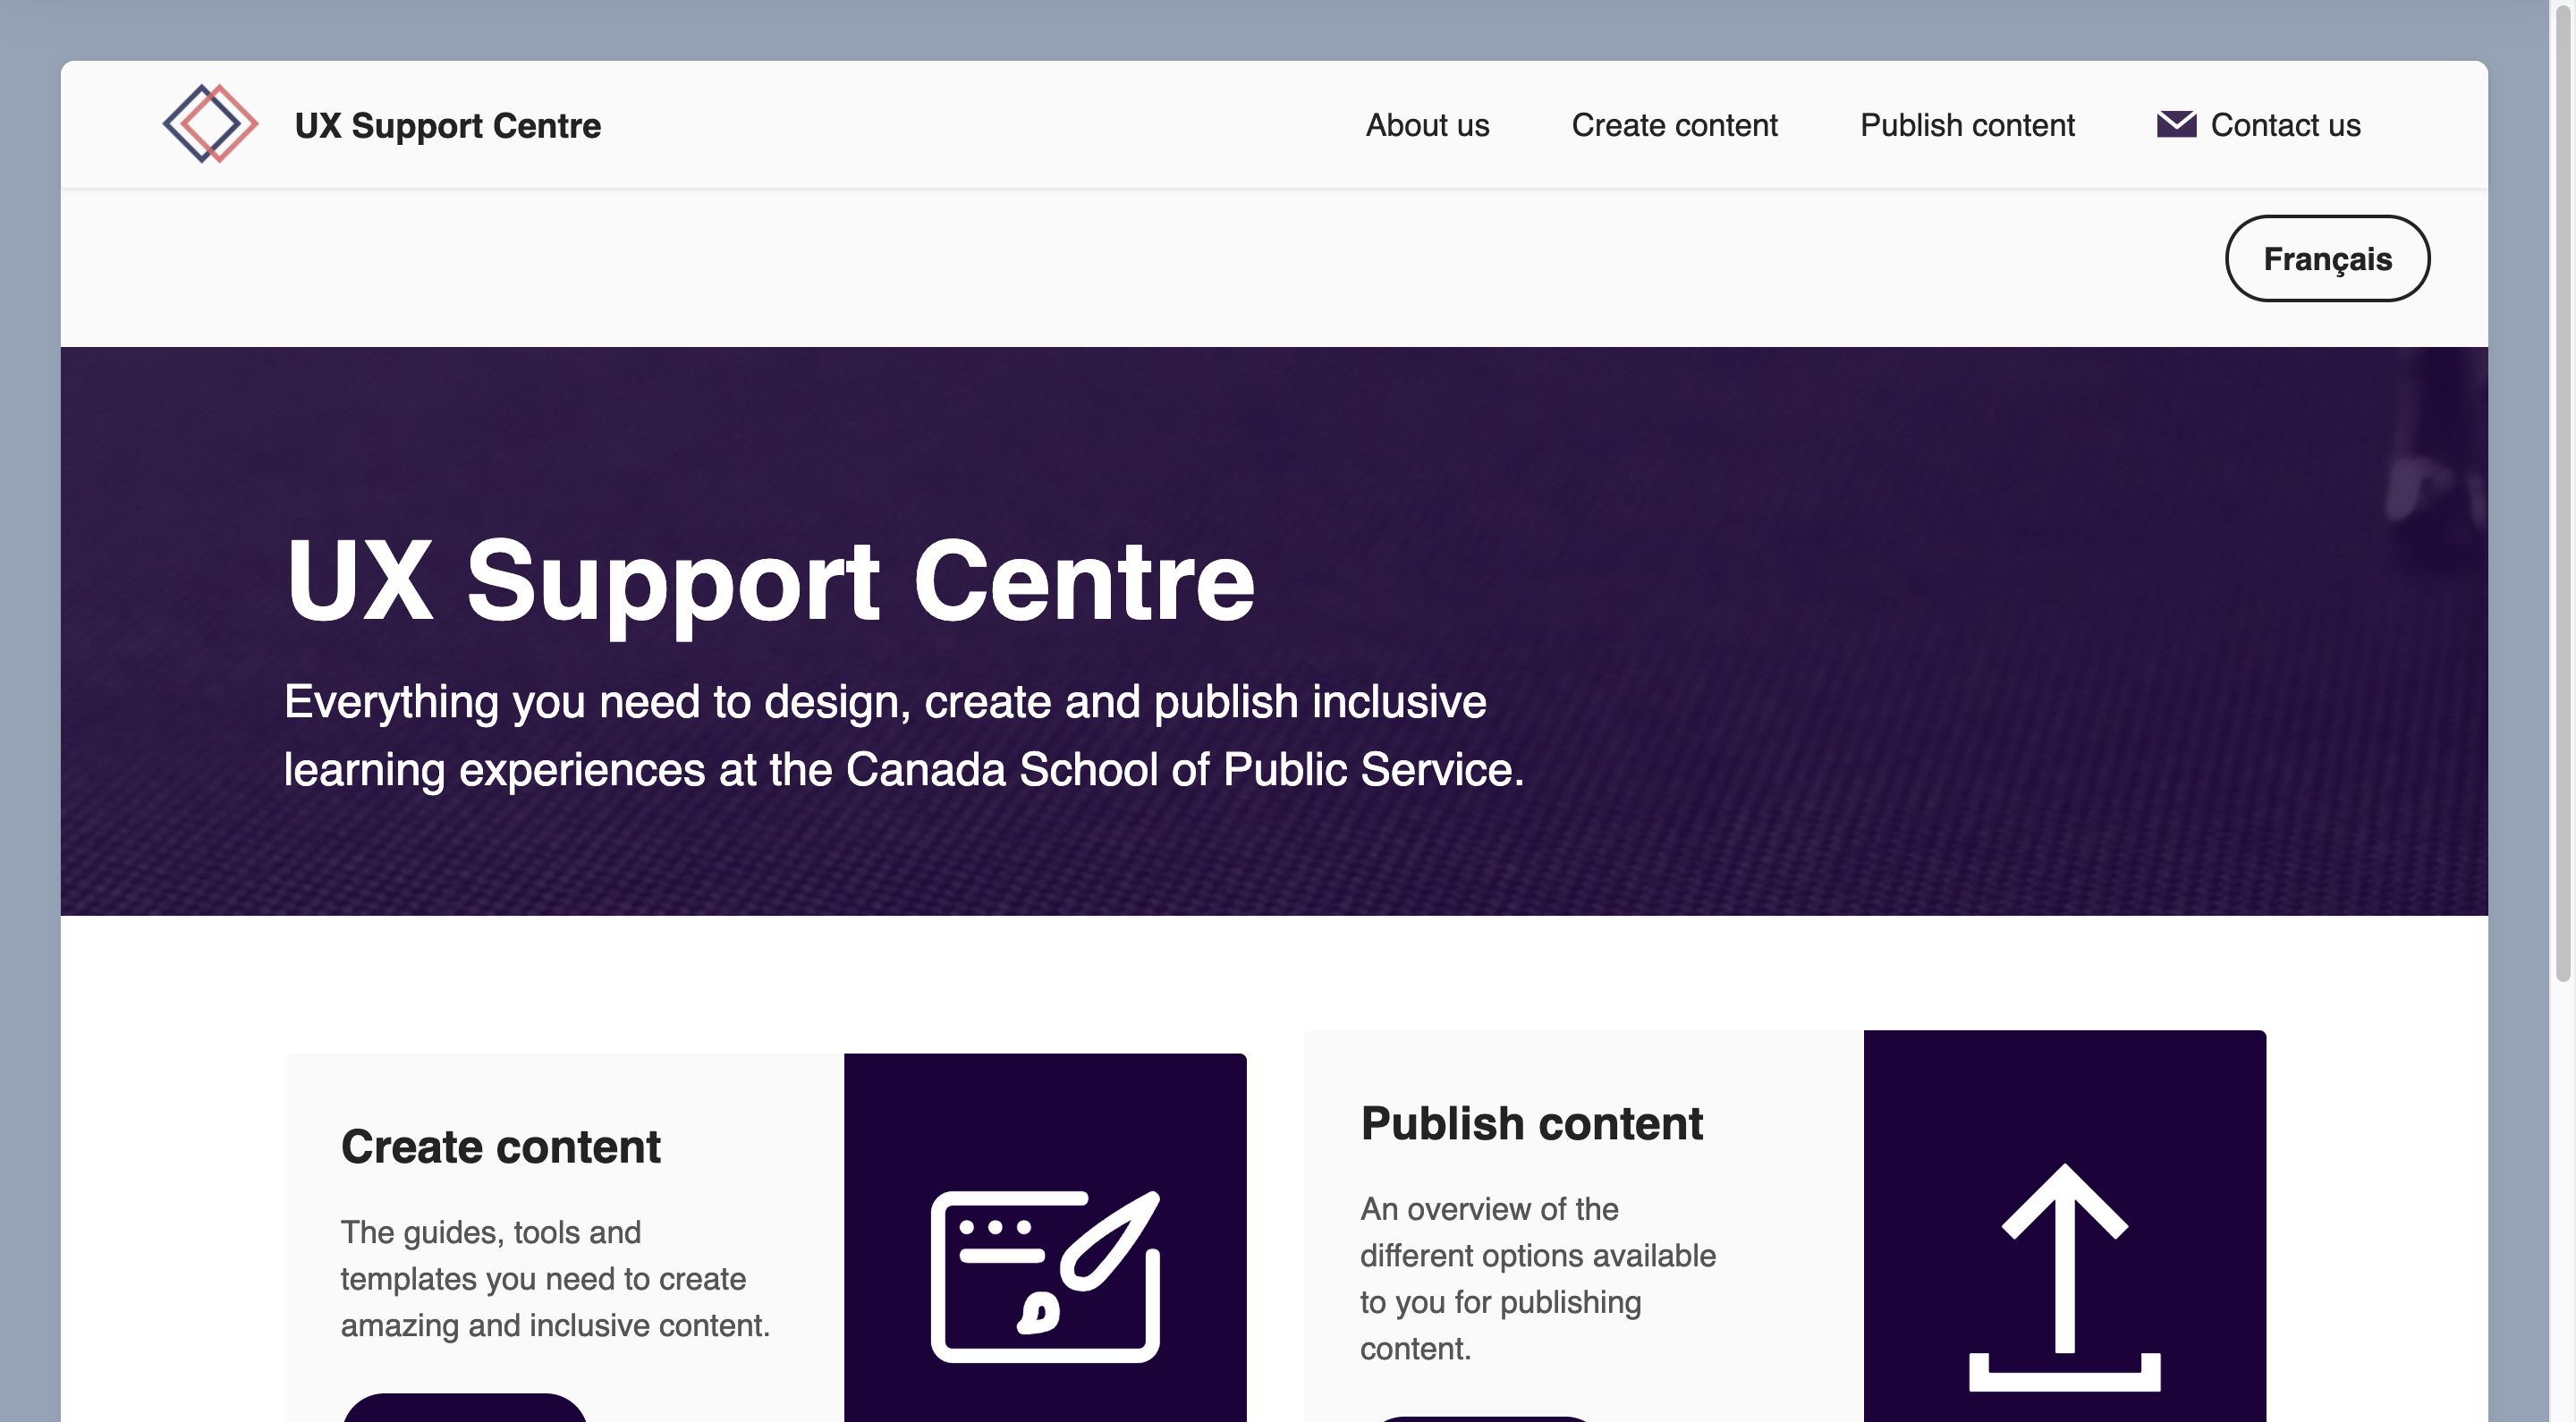 UX Support Centre
About us
Create content
Publish content
Contact us
Français
UX Support Centre
Everything you need to design, create and publish inclusive
learning experiences at the Canada School of Public Service.
Create content
The guides, tools and
templates you need to create
amazing and inclusive content.
Publish content
An overview of the
different options available
to you for publishing
content.